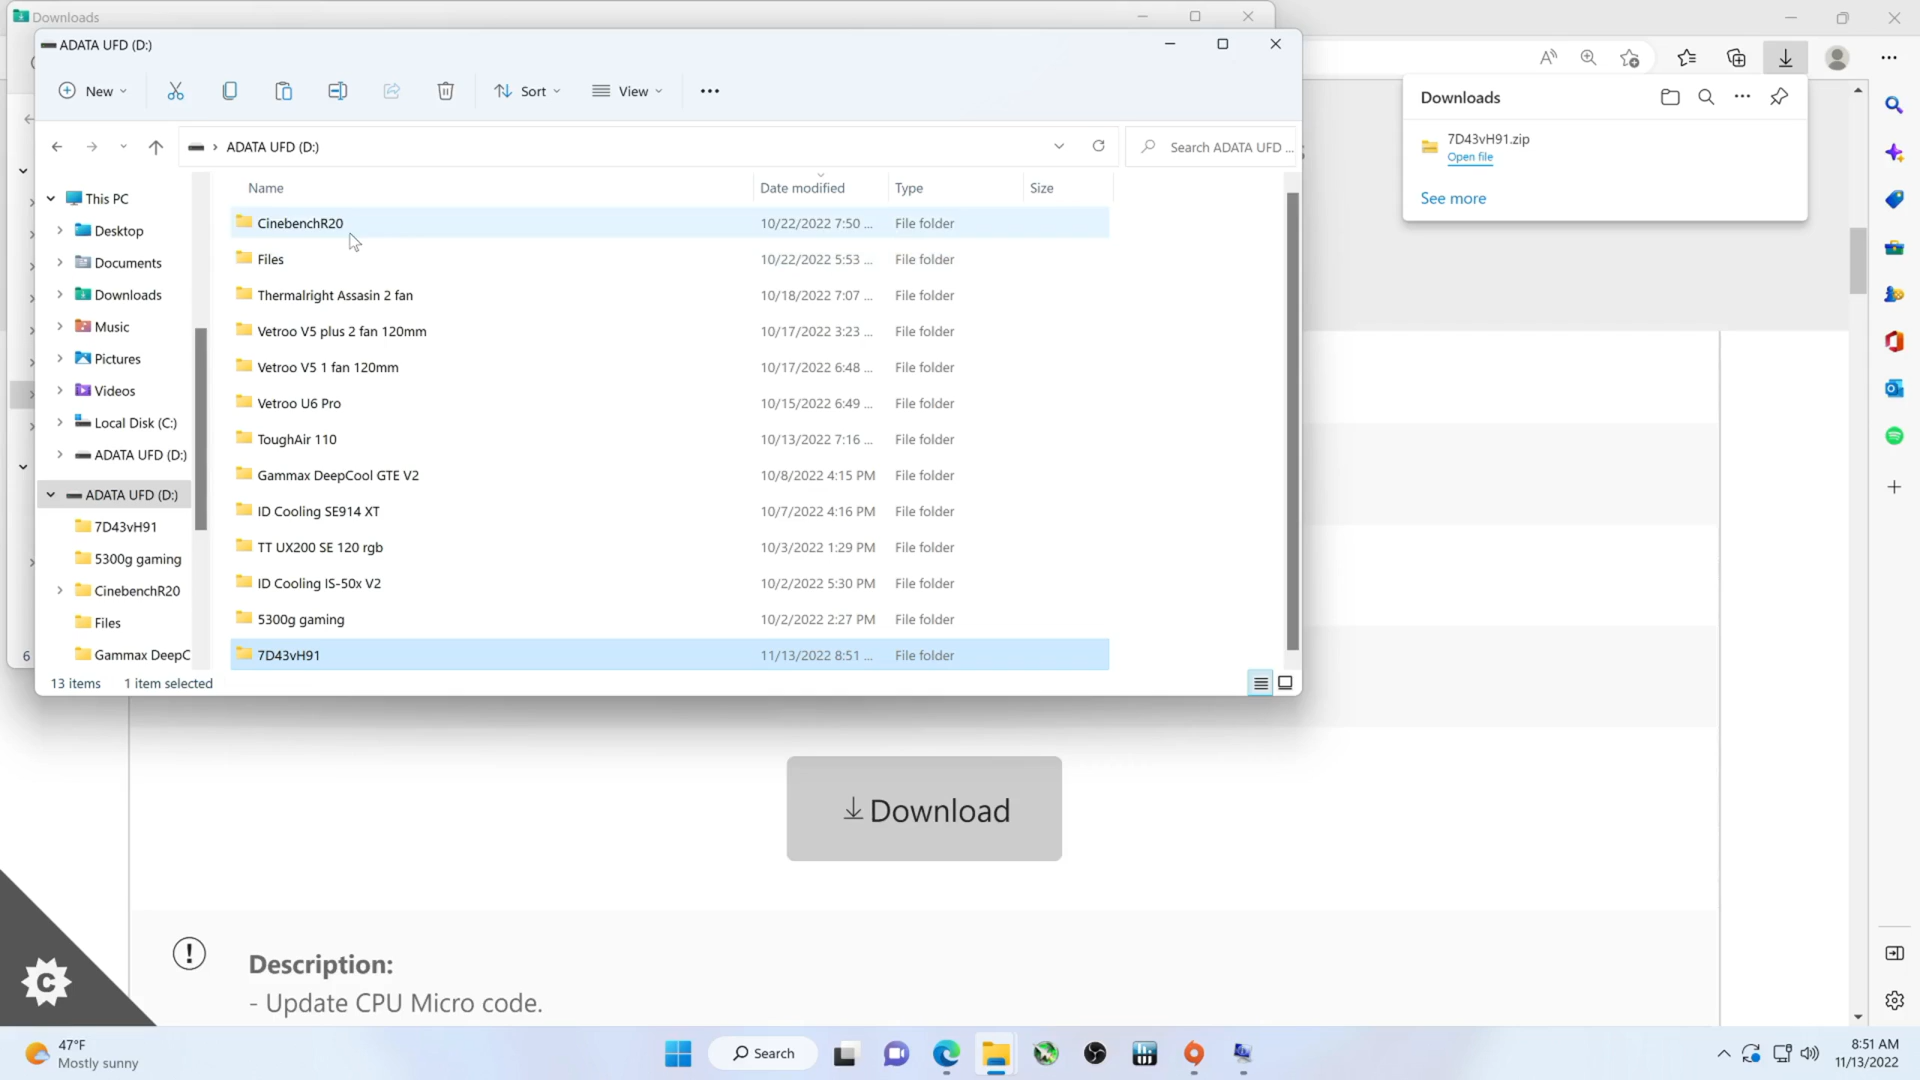 Downloads
ADATA UFD (D:)
New
Sort
View
ADATA UFD (D:)
Search ADATA UFD ...
Name
Date modified
Type
Size
This PC
Desktop
Documents
Downloads
Music
Pictures
Videos
Local Disk (C:)
ADATA UFD (D:)
ADATA UFD (D:)
7D43vH91
5300g gaming
CinebenchR20
Files
Gammax DeepC
CinebenchR20 10/22/2022 7:50 ... File folder
Files 10/22/2022 5:53 ... File folder
Thermalright Assasin 2 fan 10/18/2022 7:07 ... File folder
Vetroo V5 plus 2 fan 120mm 10/17/2022 3:23 ... File folder
Vetroo V5 1 fan 120mm 10/17/2022 6:48 ... File folder
Vetroo U6 Pro 10/15/2022 6:49 ... File folder
ToughAir 110 10/13/2022 7:16 ... File folder
Gammax DeepCool GTE V2 10/8/2022 4:15 PM File folder
ID Cooling SE914 XT 10/7/2022 4:16 PM File folder
TT UX200 SE 120 rgb 10/3/2022 1:29 PM File folder
ID Cooling IS-50x V2 10/2/2022 5:30 PM File folder
5300g gaming 10/2/2022 2:27 PM File folder
7D43vH91 11/13/2022 8:51 ... File folder
6
13 items 1 item selected
Downloads
7D43vH91.zip
Open file
See more
Download
Description:
- Update CPU Micro code.
C
47°F
Mostly sunny
Search
8:51 AM
11/13/2022